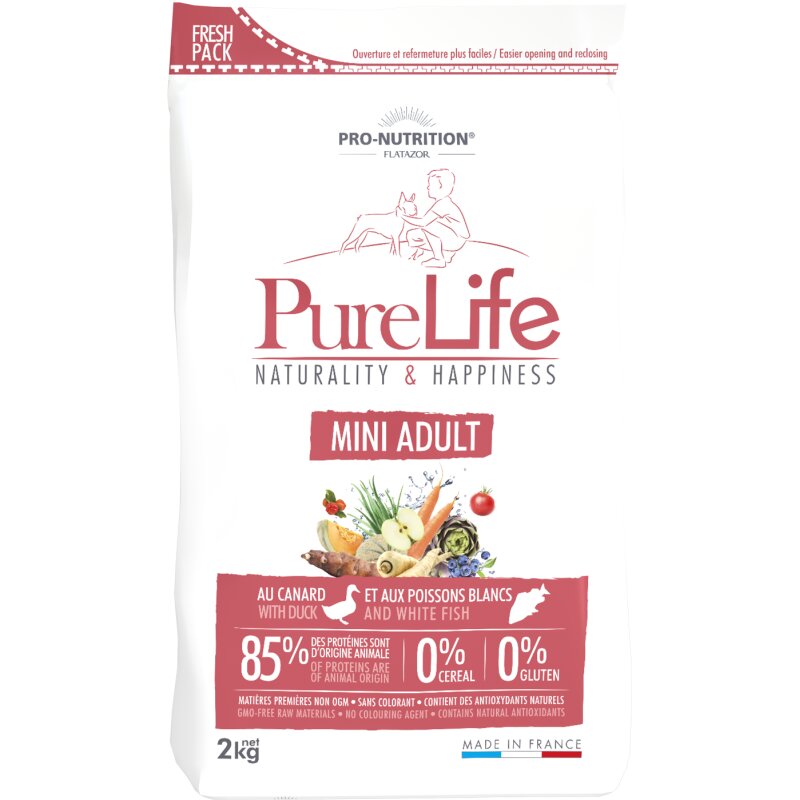 FRESH
PACK
Ouverture et refermeture plus faciles / Easier opening and reclosing
PRO-NUTRITION®
FLATAZOR
PureLife
NATURALITY & HAPPINESS
MINI ADULT
AU CANARD ET AUX POISSONS BLANCS
WITH DUCK AND WHITE FISH
85% DES PROTÉINES SONT
D'ORIGINE ANIMALE
OF PROTEINS ARE
OF ANIMAL ORIGIN
0%
CEREAL
0%
GLUTEN
MATIÈRES PREMIÈRES NON OGM • SANS COLORANT • CONTIENT DES ANTIOXYDANTS NATURELS
GMO-FREE RAW MATERIALS • NO COLOURING AGENT • CONTAINS NATURAL ANTIOXIDANTS
2kg net
MADE IN FRANCE